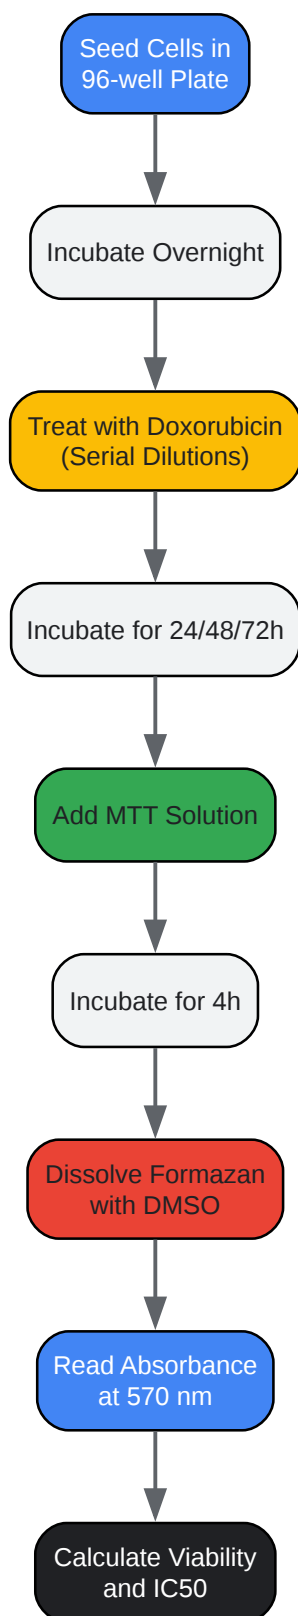 Seed Cells in
96-well Plate
Incubate Overnight
Treat with Doxorubicin
(Serial Dilutions)
Incubate for 24/48/72h
Add MTT Solution
Incubate for 4h
Dissolve Formazan
with DMSO
Read Absorbance
at 570 nm
Calculate Viability
and IC50